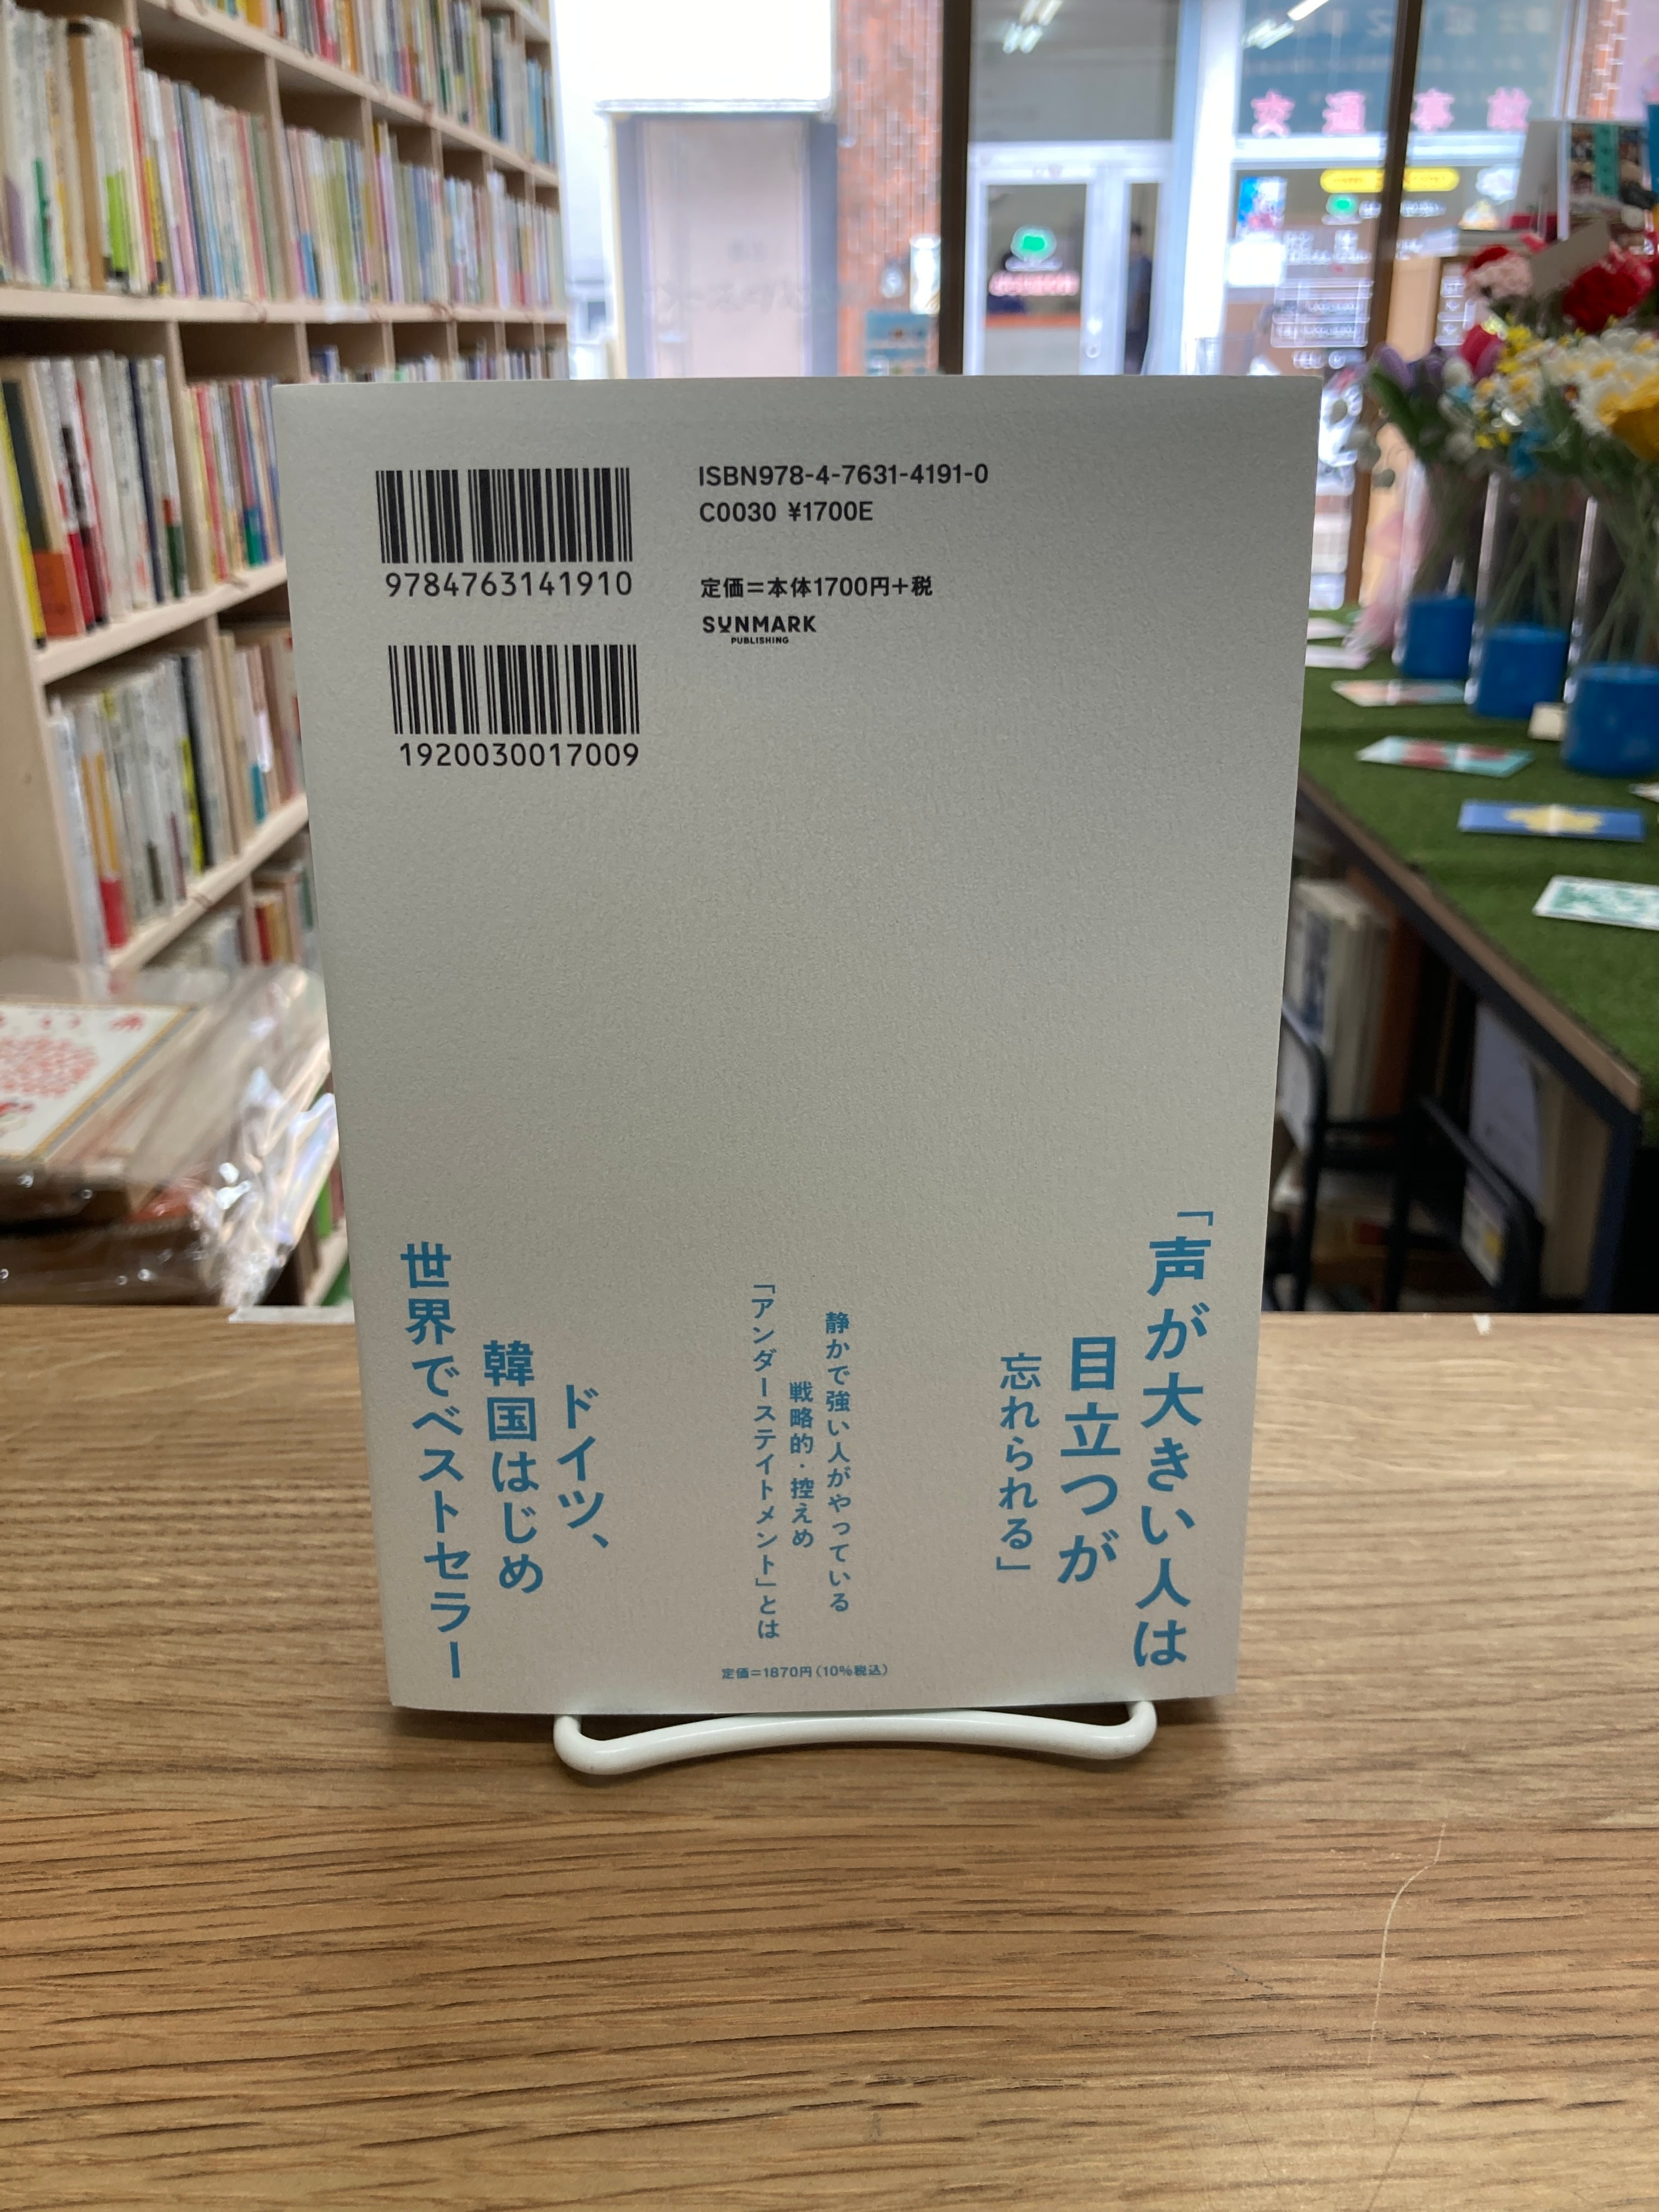 9784763141910
1920030017009
ISBN978-4-7631-4191-0
C0030 ¥1700E
定価=本体1700円+税
SUNMARK
PUBLISHING
「声が大きい人は
目立つが
忘れられる」
静かで強い人がやっている
戦略的・控えめ
「アンダーステイトメント」とは
ドイツ、
韓国はじめ
世界でベストセラー
定価=1870円(10%税込)